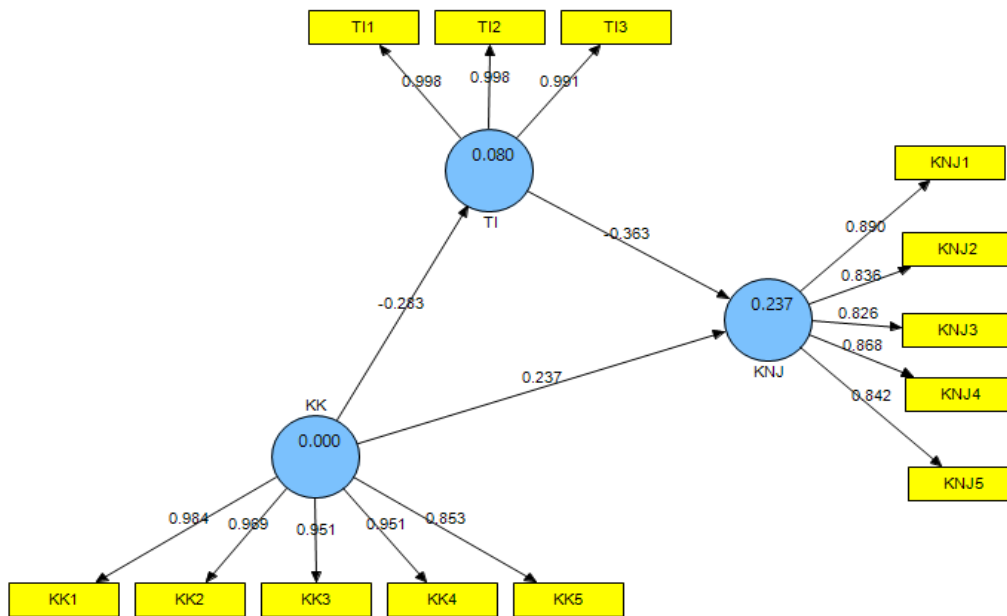 TI1
TI2
TI3
0.998
0.998
0.991
0.080
TI
KNJ1
0.890
KNJ2
-0.363
0.836
0.237
0.826
KNJ3
KNJ
0.868
KNJ4
0.842
KNJ5
-0.283
0.237
KK
0.000
0.984
0.969
0.951
0.951
0.853
KK1
KK2
KK3
KK4
KK5